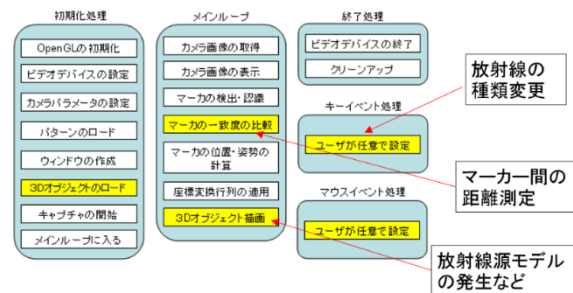 初期化処理
OpenGLの初期化
ビデオデバイスの設定
カメラパラメータの設定
パターンのロード
ウィンドウの作成
3Dオブジェクトのロード
キャプチャの開始
メインループに入る
メインループ
カメラ画像の取得
カメラ画像の表示
マーカの検出・認識
マーカの一致度の比較
マーカの位置・姿勢の
計算
座標変換行列の適用
3Dオブジェクト描画
終了処理
ビデオデバイスの終了
クリーンアップ
キーイベント処理
ユーザが任意で設定
マウスイベント処理
ユーザが任意で設定
放射線の
種類変更
マーカー間の
距離測定
放射線源モデル
の発生など